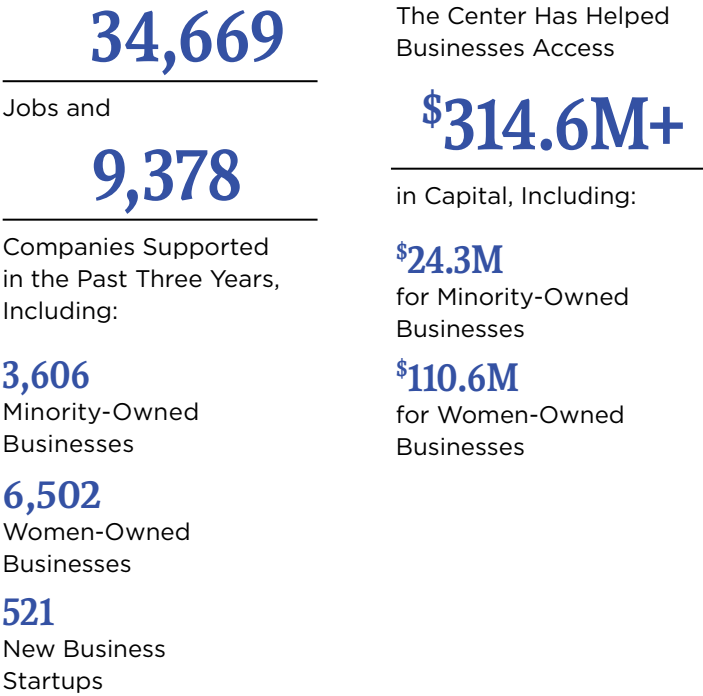 34,669
Jobs and
9,378
Companies Supported
in the Past Three Years,
Including:
3,606
Minority-Owned
Businesses
6,502
Women-Owned
Businesses
521
New Business
Startups
The Center Has Helped
Businesses Access
$314.6M+
in Capital, Including:
$24.3M
for Minority-Owned
Businesses
$110.6M
for Women-Owned
Businesses